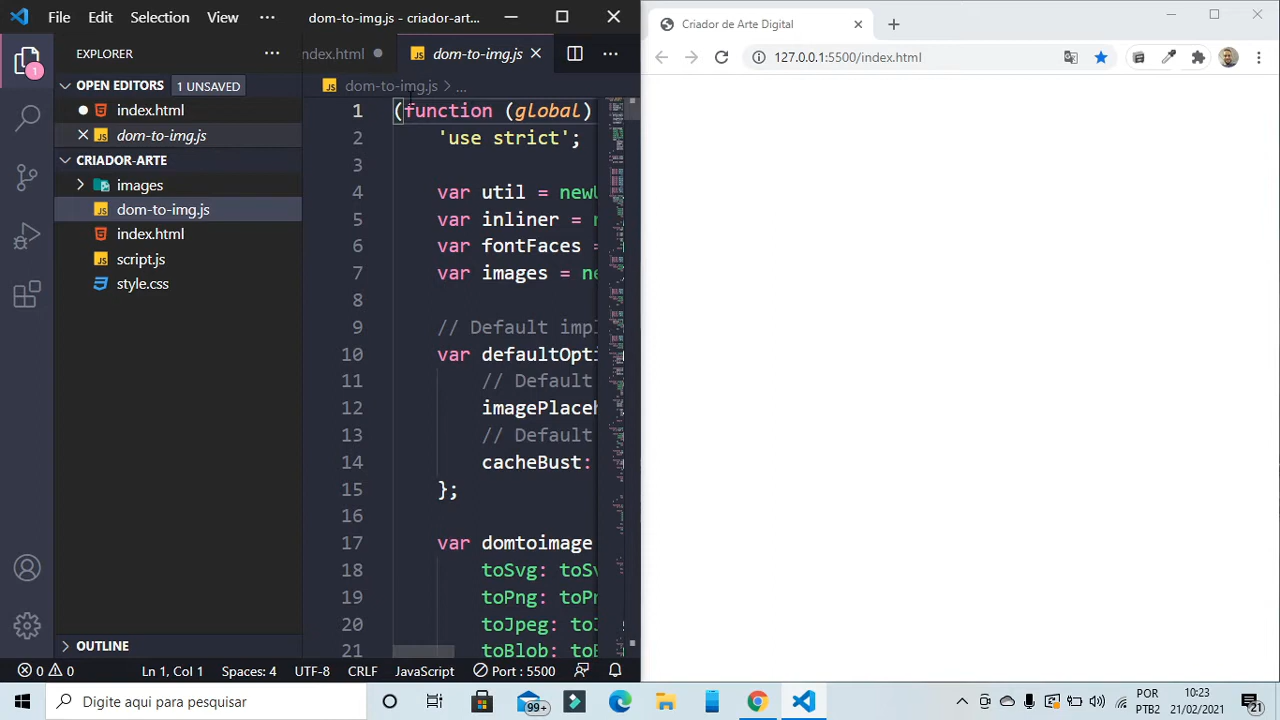 File Edit Selection View ··· dom-to-img.js - criador-art...
EXPLORER ···
OPEN EDITORS 1 UNSAVED
index.html
dom-to-img.js
CRIADOR-ARTE
images
dom-to-img.js
index.html
script.js
style.css
OUTLINE
1
ndex.html dom-to-img.js ···
dom-to-img.js > ...
1 (function (global)
2 'use strict';
3
4 var util = newU
5 var inliner = n
6 var fontFaces =
7 var images = ne
8
9 // Default impl
10 var defaultOpti
11 // Default
12 imagePlaceh
13 // Default
14 cacheBust:
15 };
16
17 var domtoimage
18 toSvg: toSv
19 toPng: toPn
20 toJpeg: toJ
21 toBlob: toB
0 0 Ln 1, Col 1 Spaces: 4 UTF-8 CRLF JavaScript Port : 5500
Criador de Arte Digital
127.0.0.1:5500/index.html
Digite aqui para pesquisar
99+
POR
PTB2
10:23
21/02/2021
21